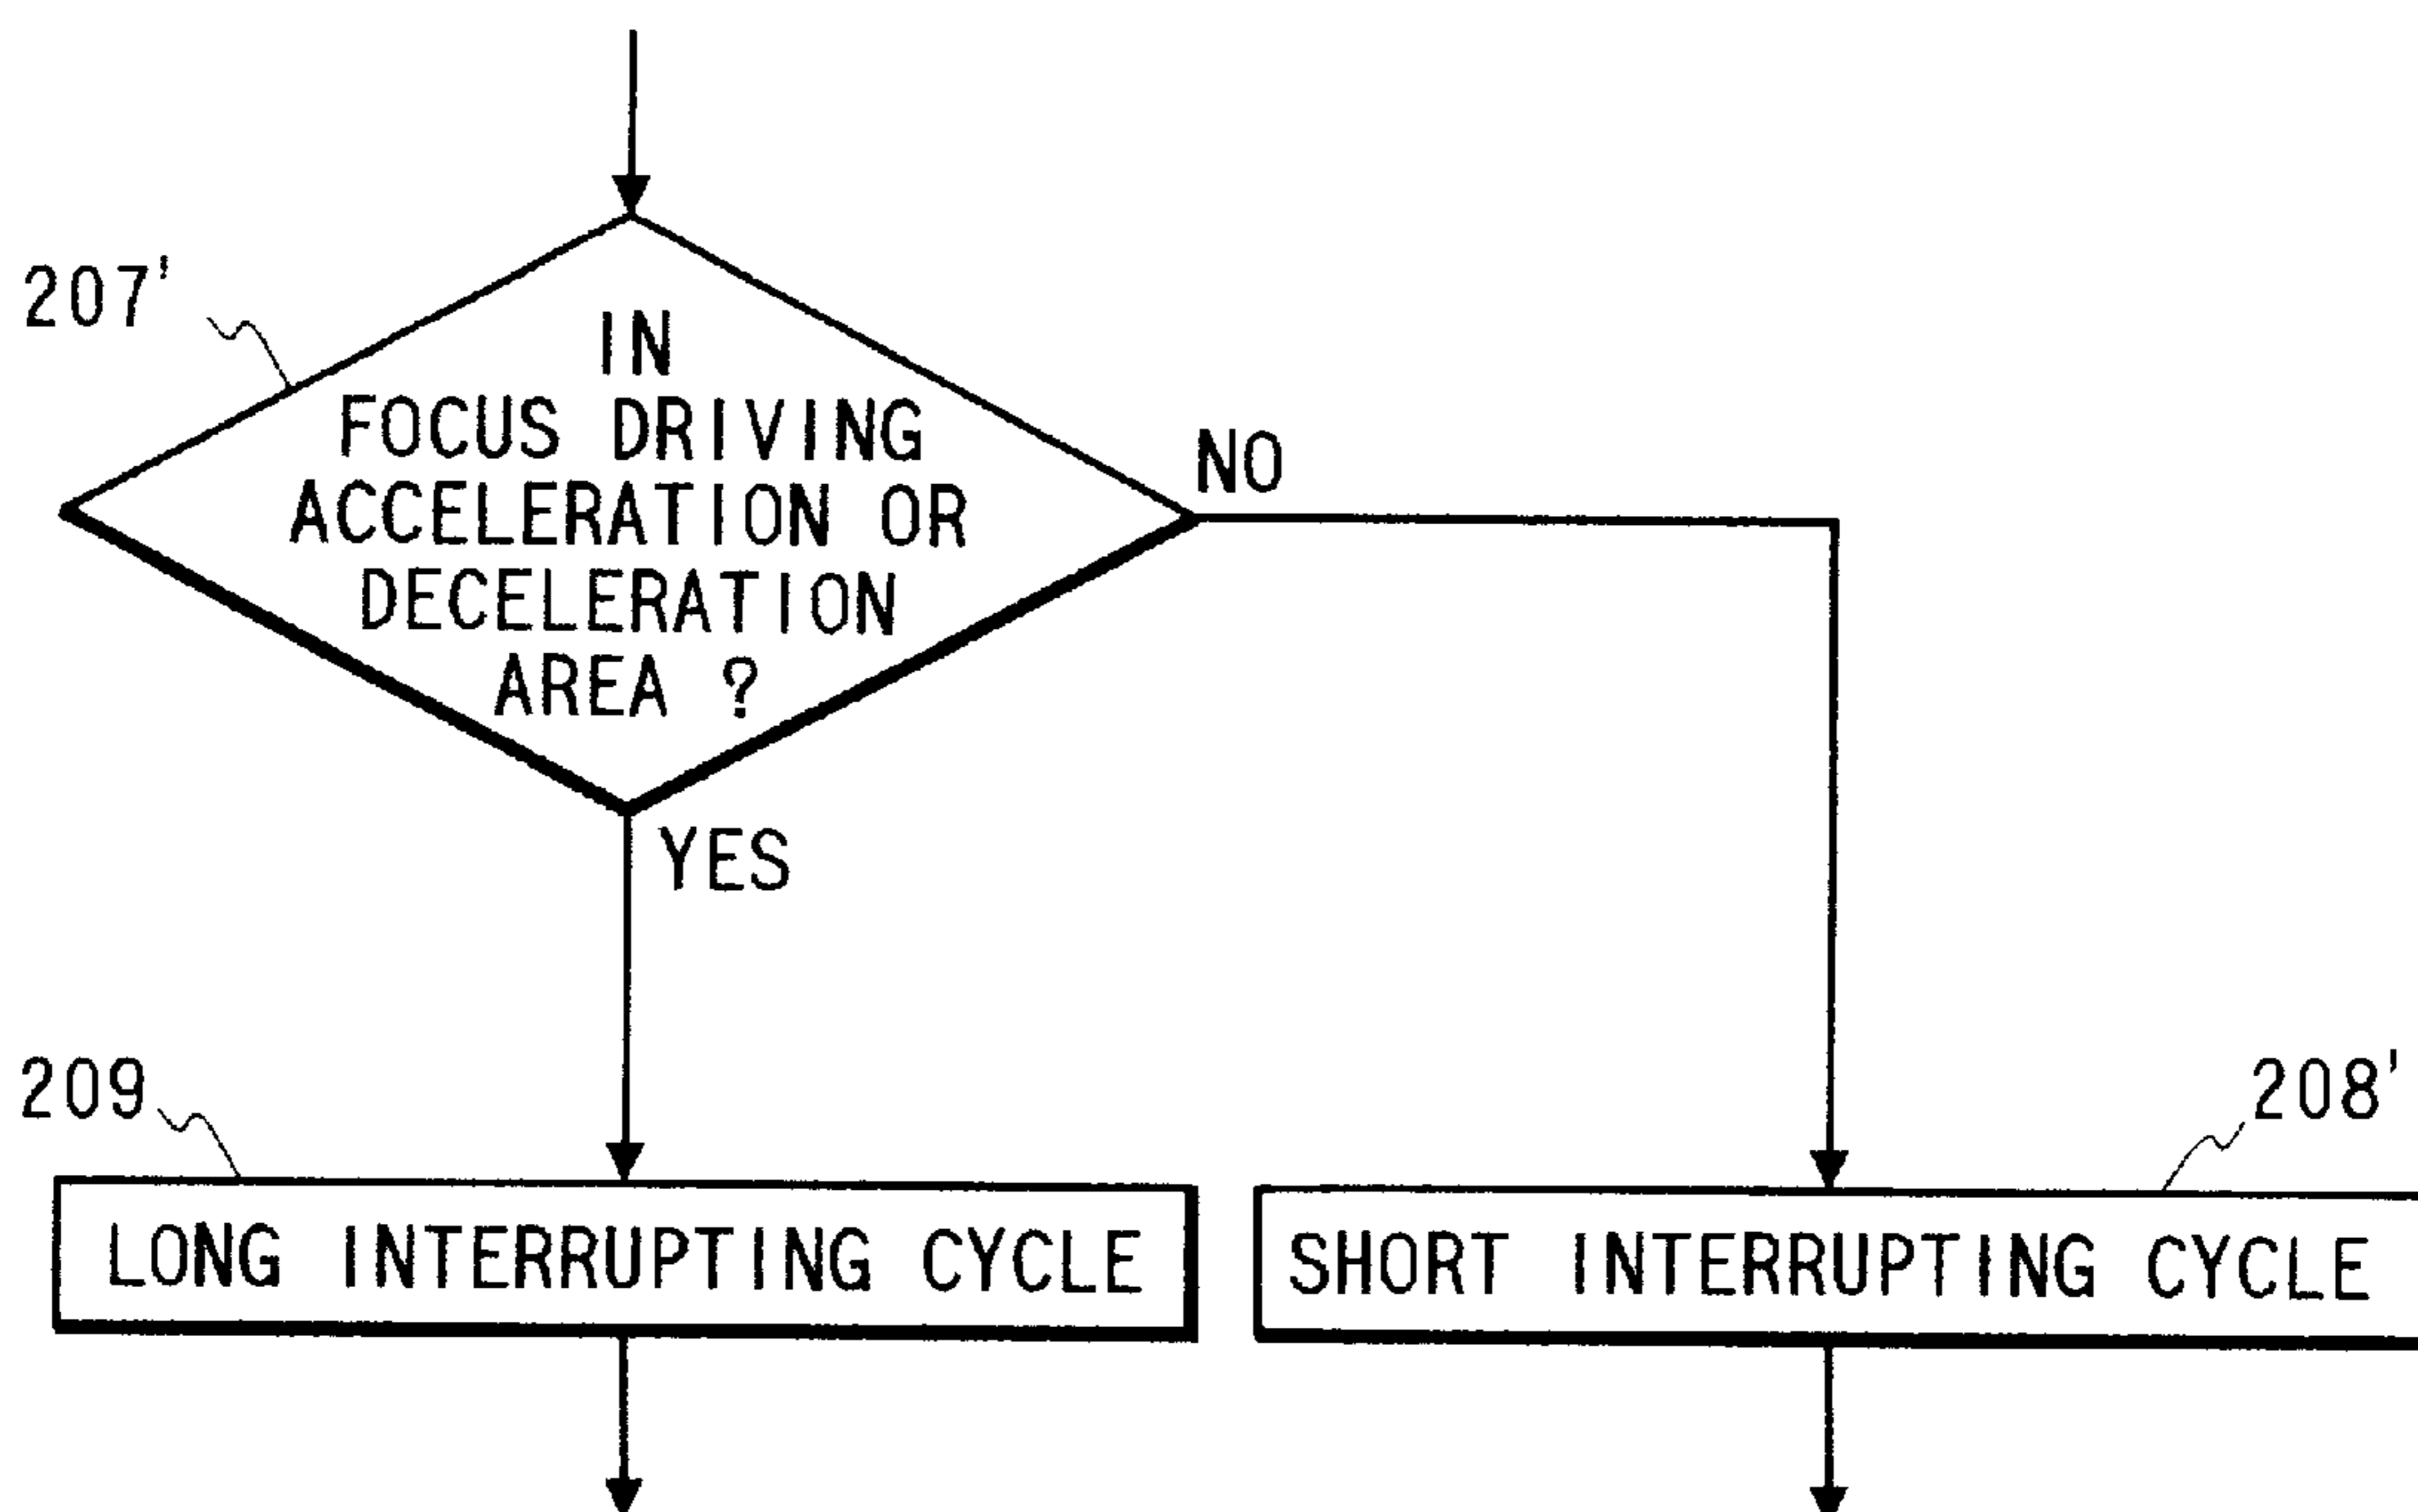 207'
IN
FOCUS DRIVING
ACCELERATION OR
DECELERATION
AREA ?
NO
YES
209
208'
LONG INTERRUPTING CYCLE
SHORT INTERRUPTING CYCLE